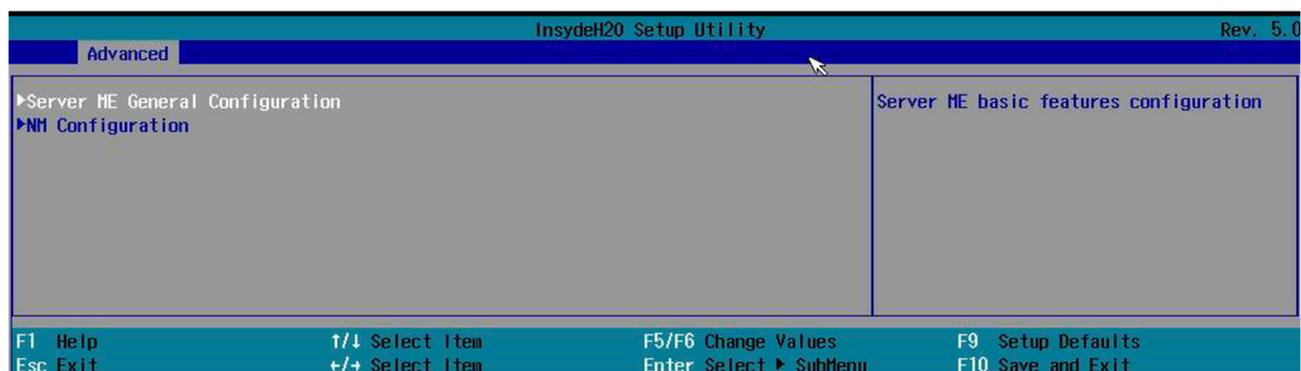 InsydeH20 Setup Utility Rev. 5.0
Advanced
▶Server ME General Configuration
Server ME basic features configuration
▶NM Configuration
F1 Help ↑/↓ Select Item F5/F6 Change Values F9 Setup Defaults
Esc Exit ←/→ Select Item Enter Select ▶ SubMenu F10 Save and Exit